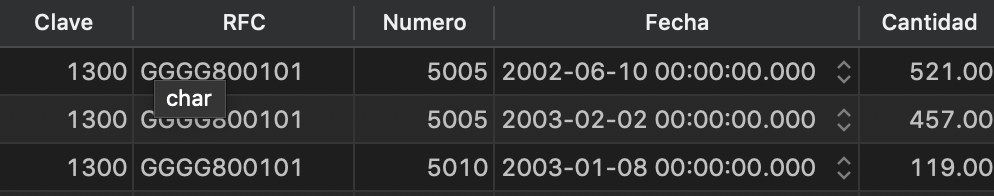 Clave RFC Numero Fecha Cantidad
1300 GGGG800101 5005 2002-06-10 00:00:00.000 521.00
char
1300 GGGG800101 5005 2003-02-02 00:00:00.000 457.00
1300 GGGG800101 5010 2003-01-08 00:00:00.000 119.00